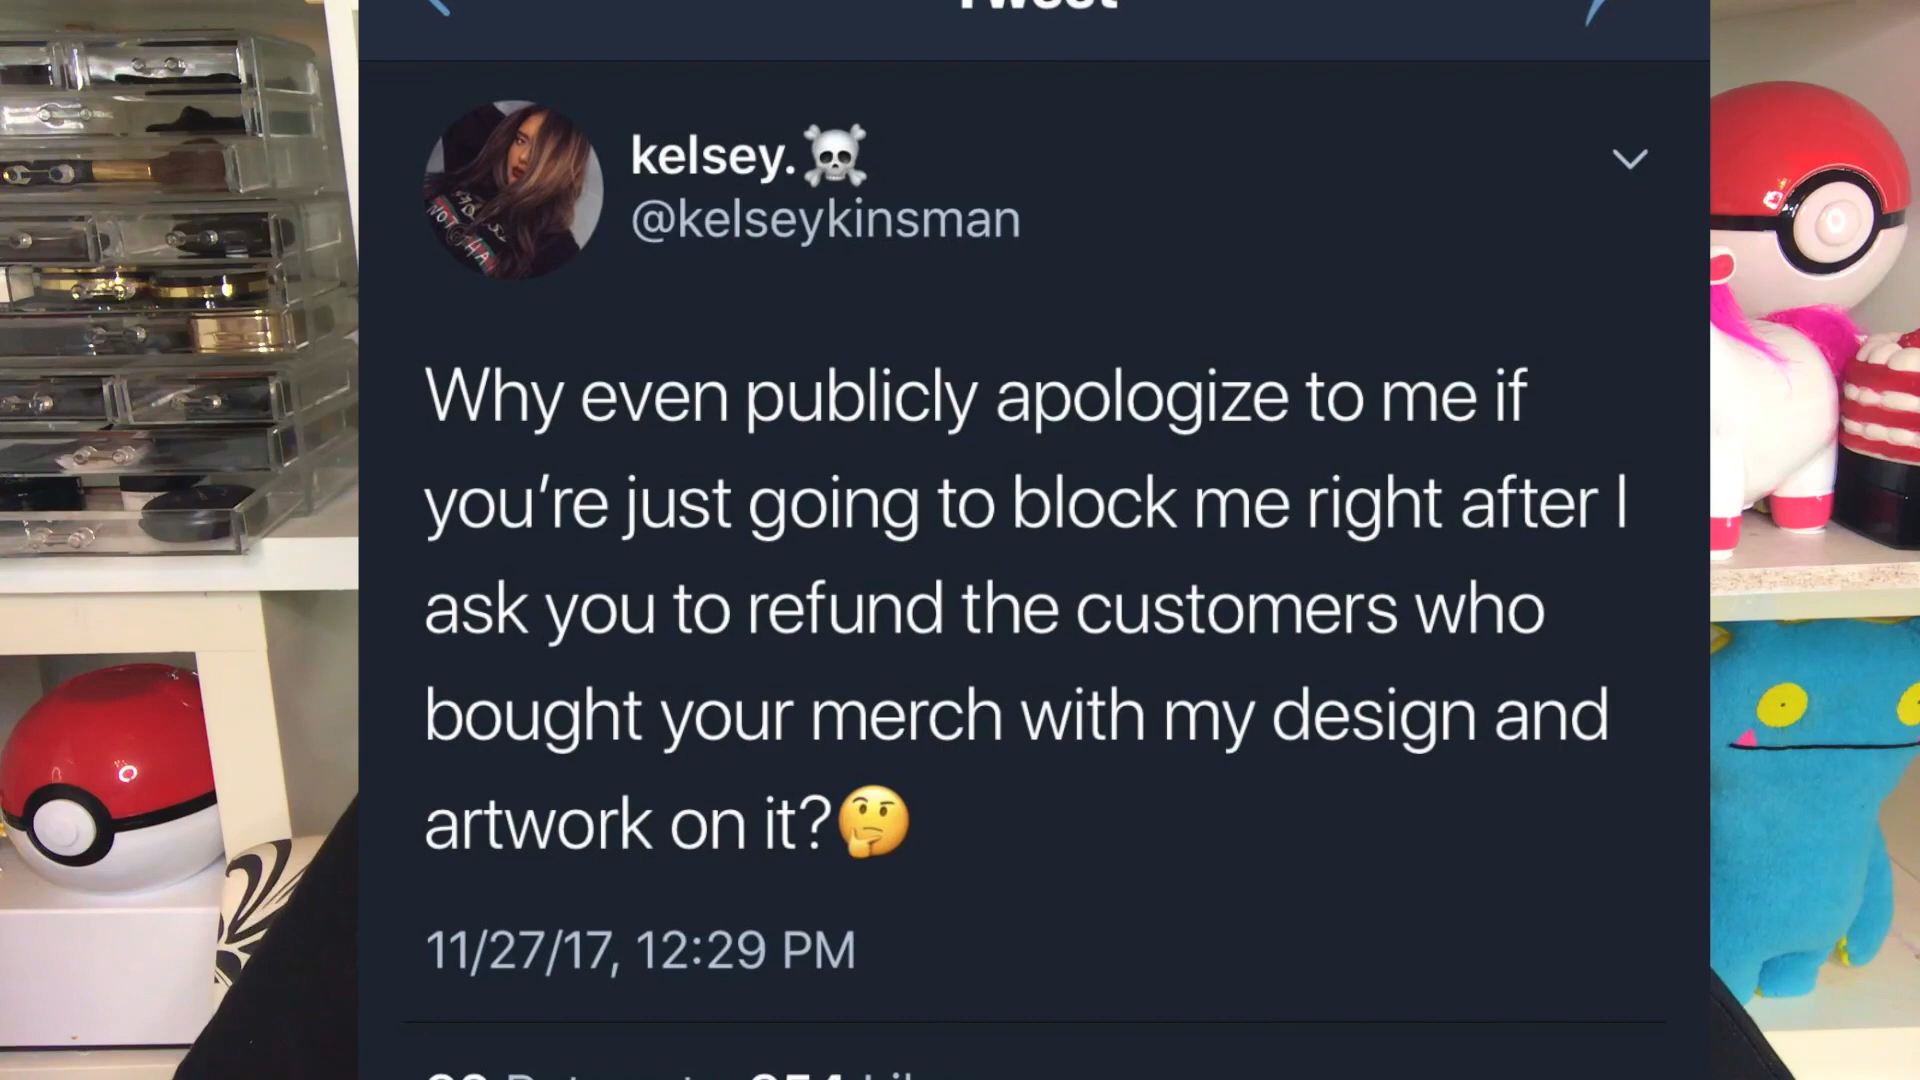 Tweet
kelsey.☠️
@kelseykinsman
Why even publicly apologize to me if
you're just going to block me right after I
ask you to refund the customers who
bought your merch with my design and
artwork on it?🤔
11/27/17, 12:29 PM